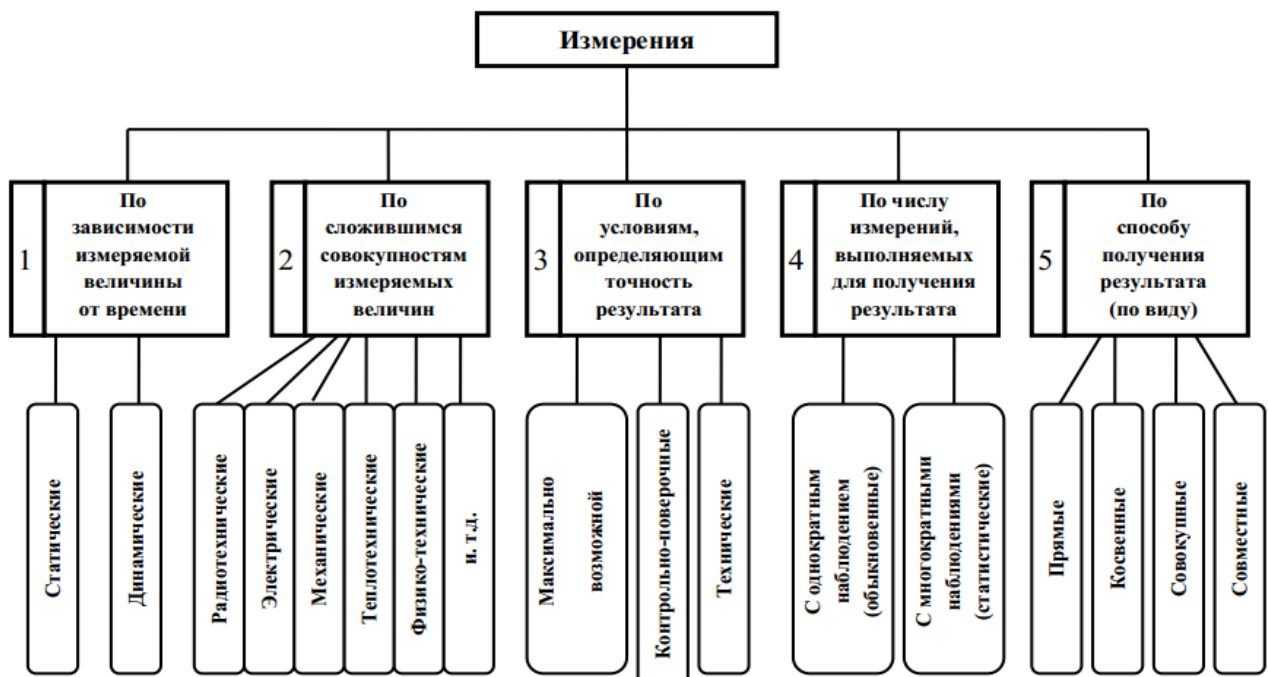 Измерения
1
По
зависимости
измеряемой
величины
от времени
2
По
сложившимся
совокупностям
измеряемых
величин
3
По
условиям,
определяющим
точность
результата
4
По числу
измерений,
выполняемых
для получения
результата
5
По
способу
получения
результата
(по виду)
Статические
Динамические
Радиотехнические
Электрические
Механические
Теплотехнические
Физико-технические
и. т.д.
Максимально
возможной
Контрольно-поверочные
Технические
С однократным
наблюдением
(обыкновенные)
С многократными
наблюдениями
(статистические)
Прямые
Косвенные
Совокупные
Совместные